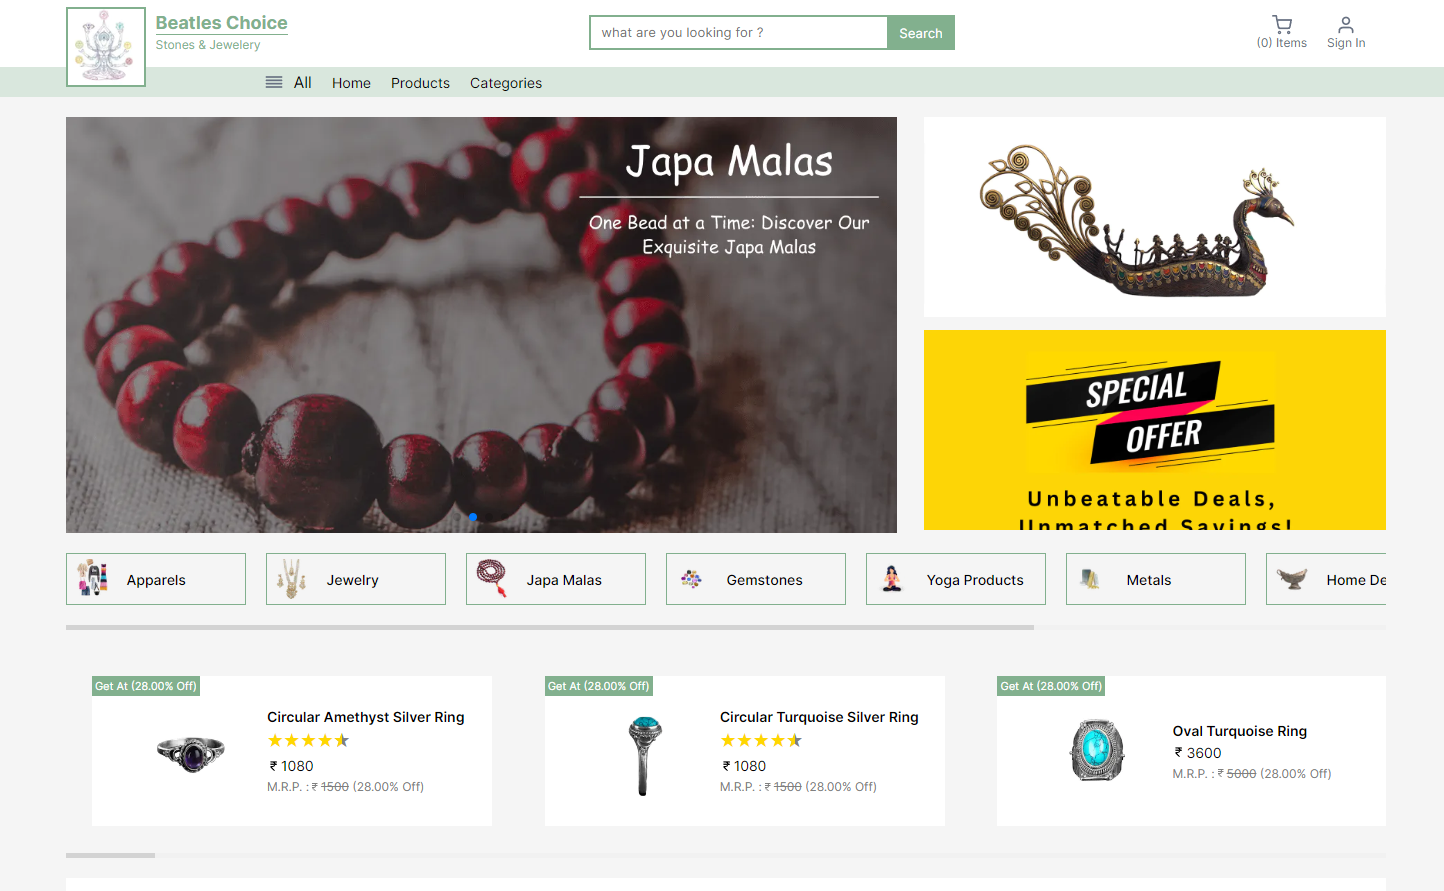 Beatles Choice
Stones & Jewelery
what are you looking for ?
Search
(0) Items
Sign In
All
Home
Products
Categories
Japa Malas
One Bead at a Time: Discover Our
Exquisite Japa Malas
SPECIAL
OFFER
Unbeatable Deals,
Unmatched Savings!
Apparels
Jewelry
Japa Malas
Gemstones
Yoga Products
Metals
Home De
Get At (28.00% Off)
Circular Amethyst Silver Ring
₹ 1080
M.R.P. : ₹ 1500 (28.00% Off)
Get At (28.00% Off)
Circular Turquoise Silver Ring
₹ 1080
M.R.P. : ₹ 1500 (28.00% Off)
Get At (28.00% Off)
Oval Turquoise Ring
₹ 3600
M.R.P. : ₹ 5000 (28.00% Off)